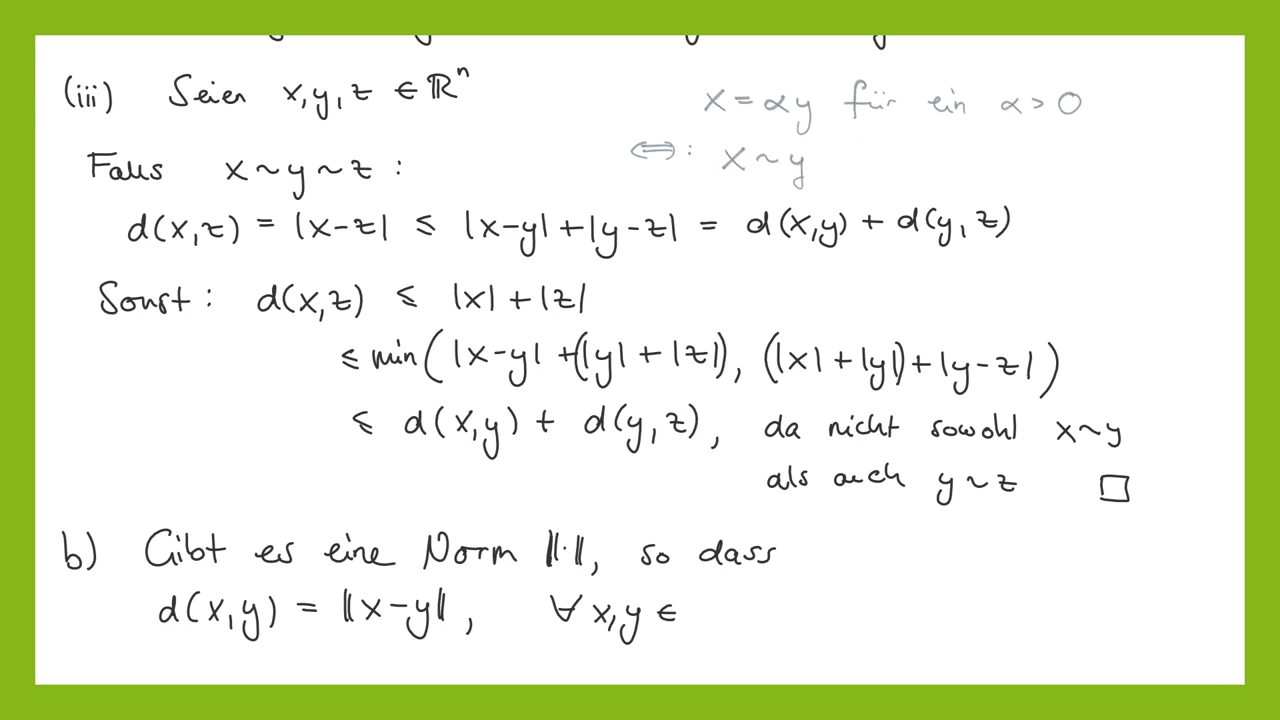 (iii) Seien x,y,z ∈ ℝⁿ
x = αy für ein α > 0
⟺: x ~ y
Falls x ~ y ~ z :
d(x,z) = |x-z| ≤ |x-y| + |y-z| = d(x,y) + d(y,z)
Sonst : d(x,z) ≤ |x| + |z|
≤ min( |x-y| + (|y| + |z|), (|x| + |y|) + |y-z| )
≤ d(x,y) + d(y,z), da nicht sowohl x~y
als auch y ~ z □
b) Gibt es eine Norm ‖·‖, so dass
d(x,y) = ‖x-y‖, ∀ x,y ∈